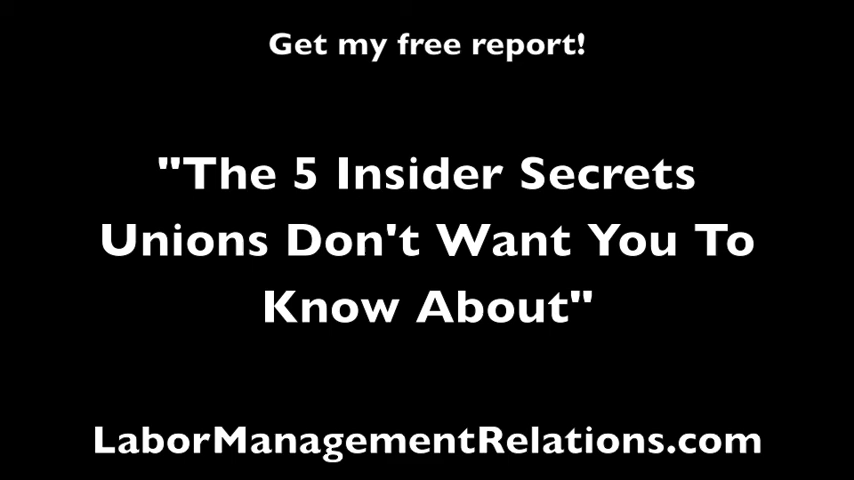 Get my free report!
"The 5 Insider Secrets
Unions Don't Want You To
Know About"
LaborManagementRelations.com